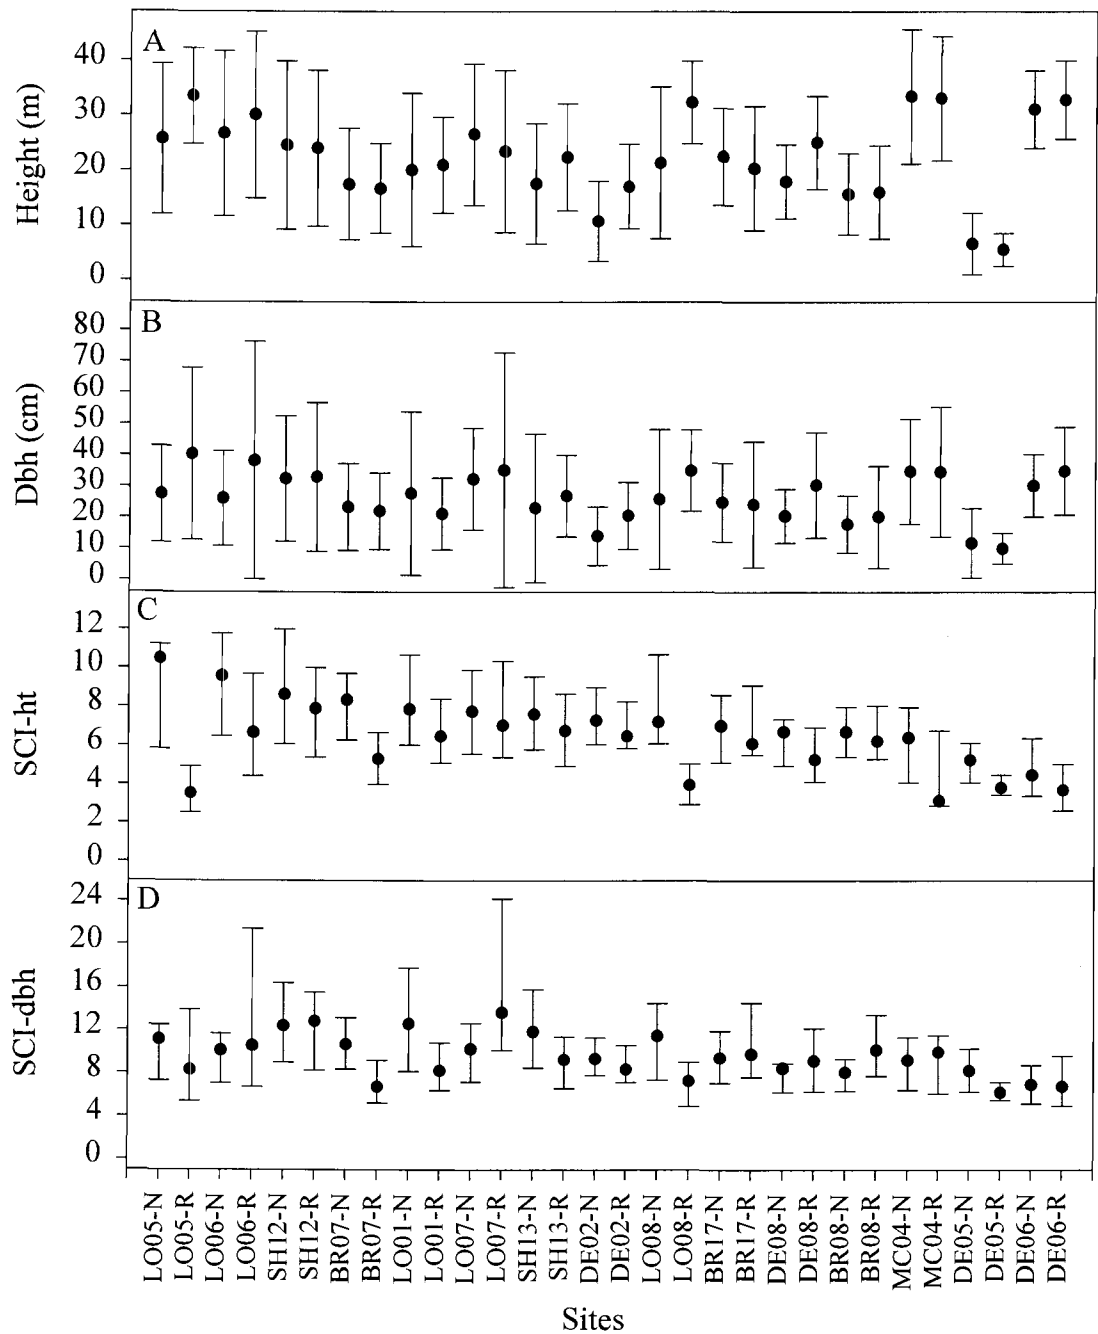 A
Height (m)
40
30
20
10
0
B
Dbh (cm)
80
70
60
50
40
30
20
10
0
C
SCI-ht
12
10
8
6
4
2
0
D
SCI-dbh
24
20
16
12
8
4
0
LO05-N
LO05-R
LO06-N
LO06-R
SH12-N
SH12-R
BR07-N
BR07-R
LO01-N
LO01-R
LO07-N
LO07-R
SH13-N
SH13-R
DE02-N
DE02-R
LO08-N
LO08-R
BR17-N
BR17-R
DE08-N
DE08-R
BR08-N
BR08-R
MC04-N
MC04-R
DE05-N
DE05-R
DE06-N
DE06-R
Sites